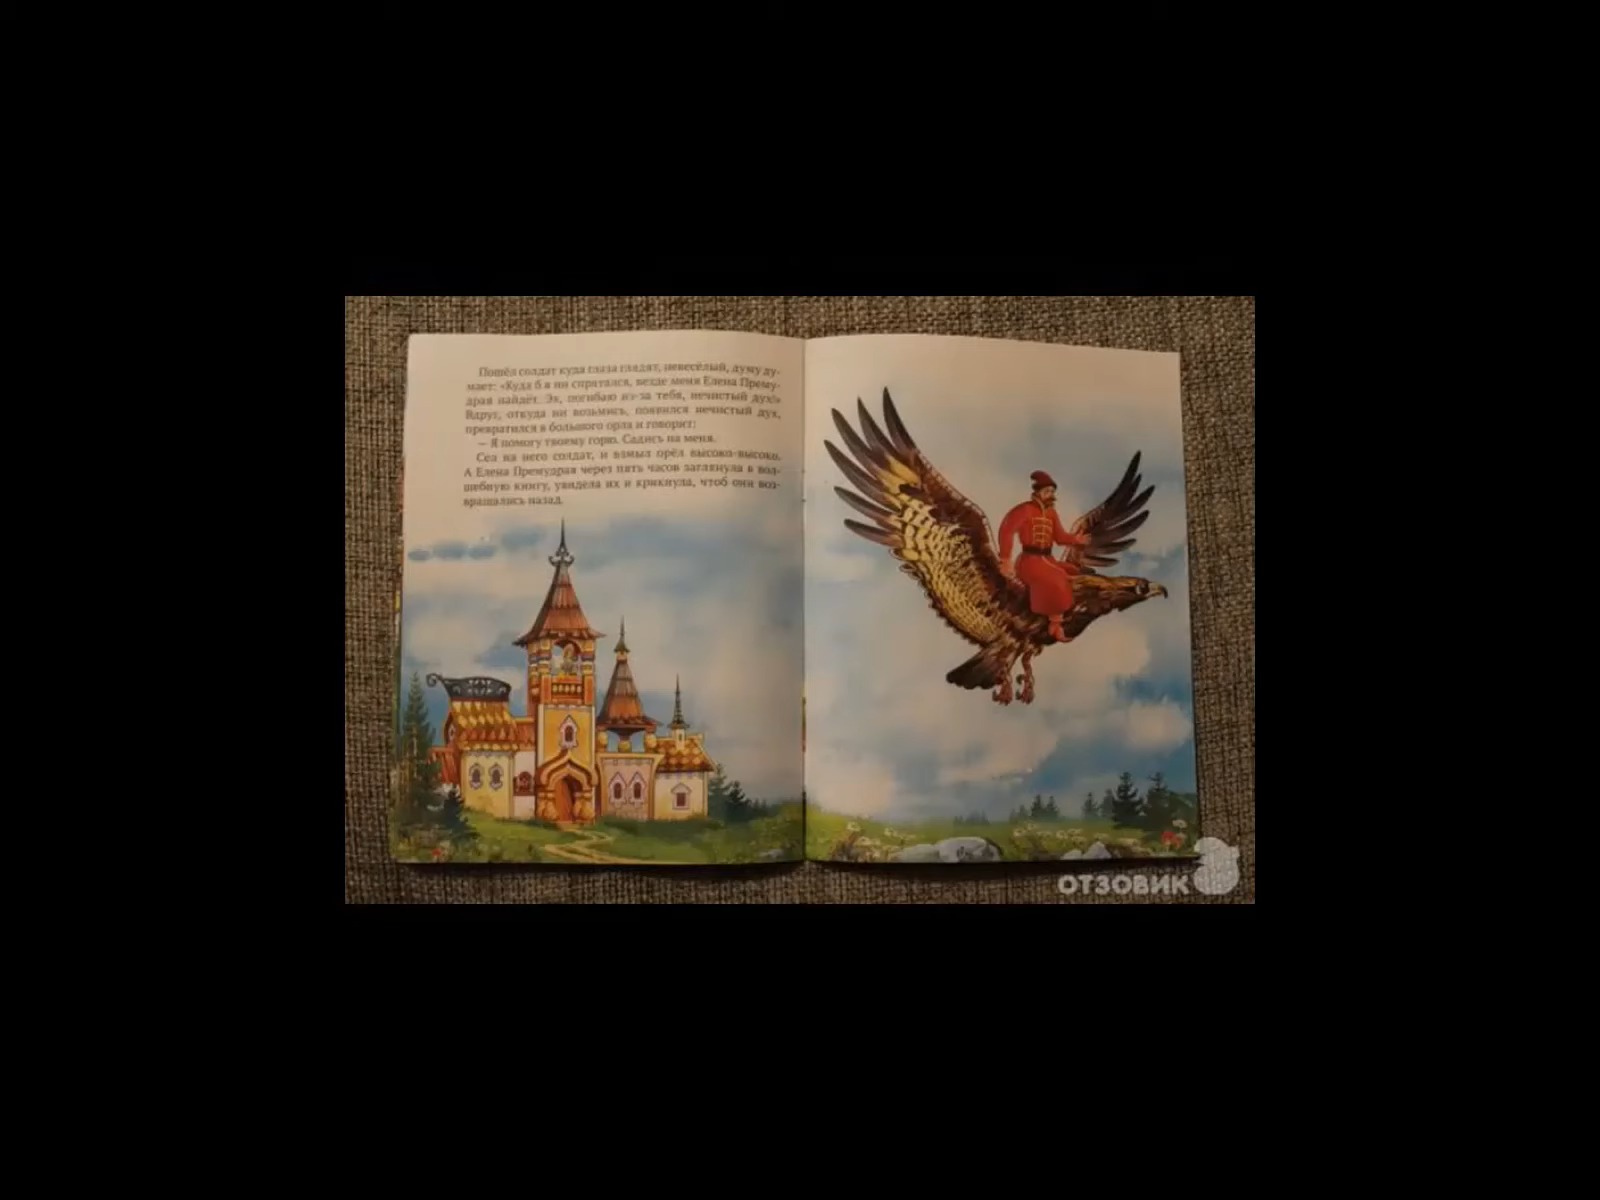 Пошёл солдат куда глаза глядят, невесёлый, думу ду-
мает: «Куда б я ни спрятался, везде меня Елена Прему-
драя найдёт. Эх, погибаю из-за тебя, нечистый дух!»
Вдруг, откуда ни возьмись, появился нечистый дух,
превратился в большого орла и говорит:
— Я помогу твоему горю. Садись на меня.
Сел на него солдат, и взмыл орёл высоко-высоко.
А Елена Премудрая через пять часов заглянула в вол-
шебную книгу, увидела их и крикнула, чтоб они воз-
вращались назад.
ОТЗОВИК